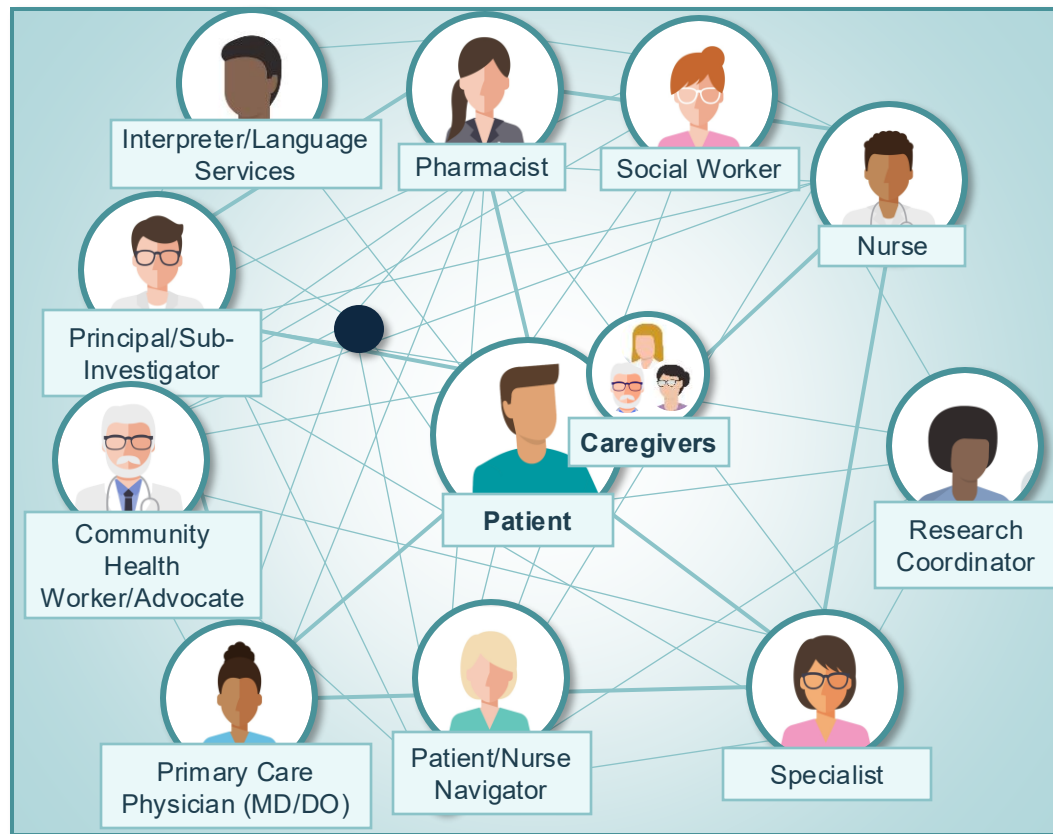 Interpreter/Language
Services
Pharmacist
Social Worker
Nurse
Principal/Sub-
Investigator
Caregivers
Patient
Community
Health
Worker/Advocate
Research
Coordinator
Primary Care
Physician (MD/DO)
Patient/Nurse
Navigator
Specialist